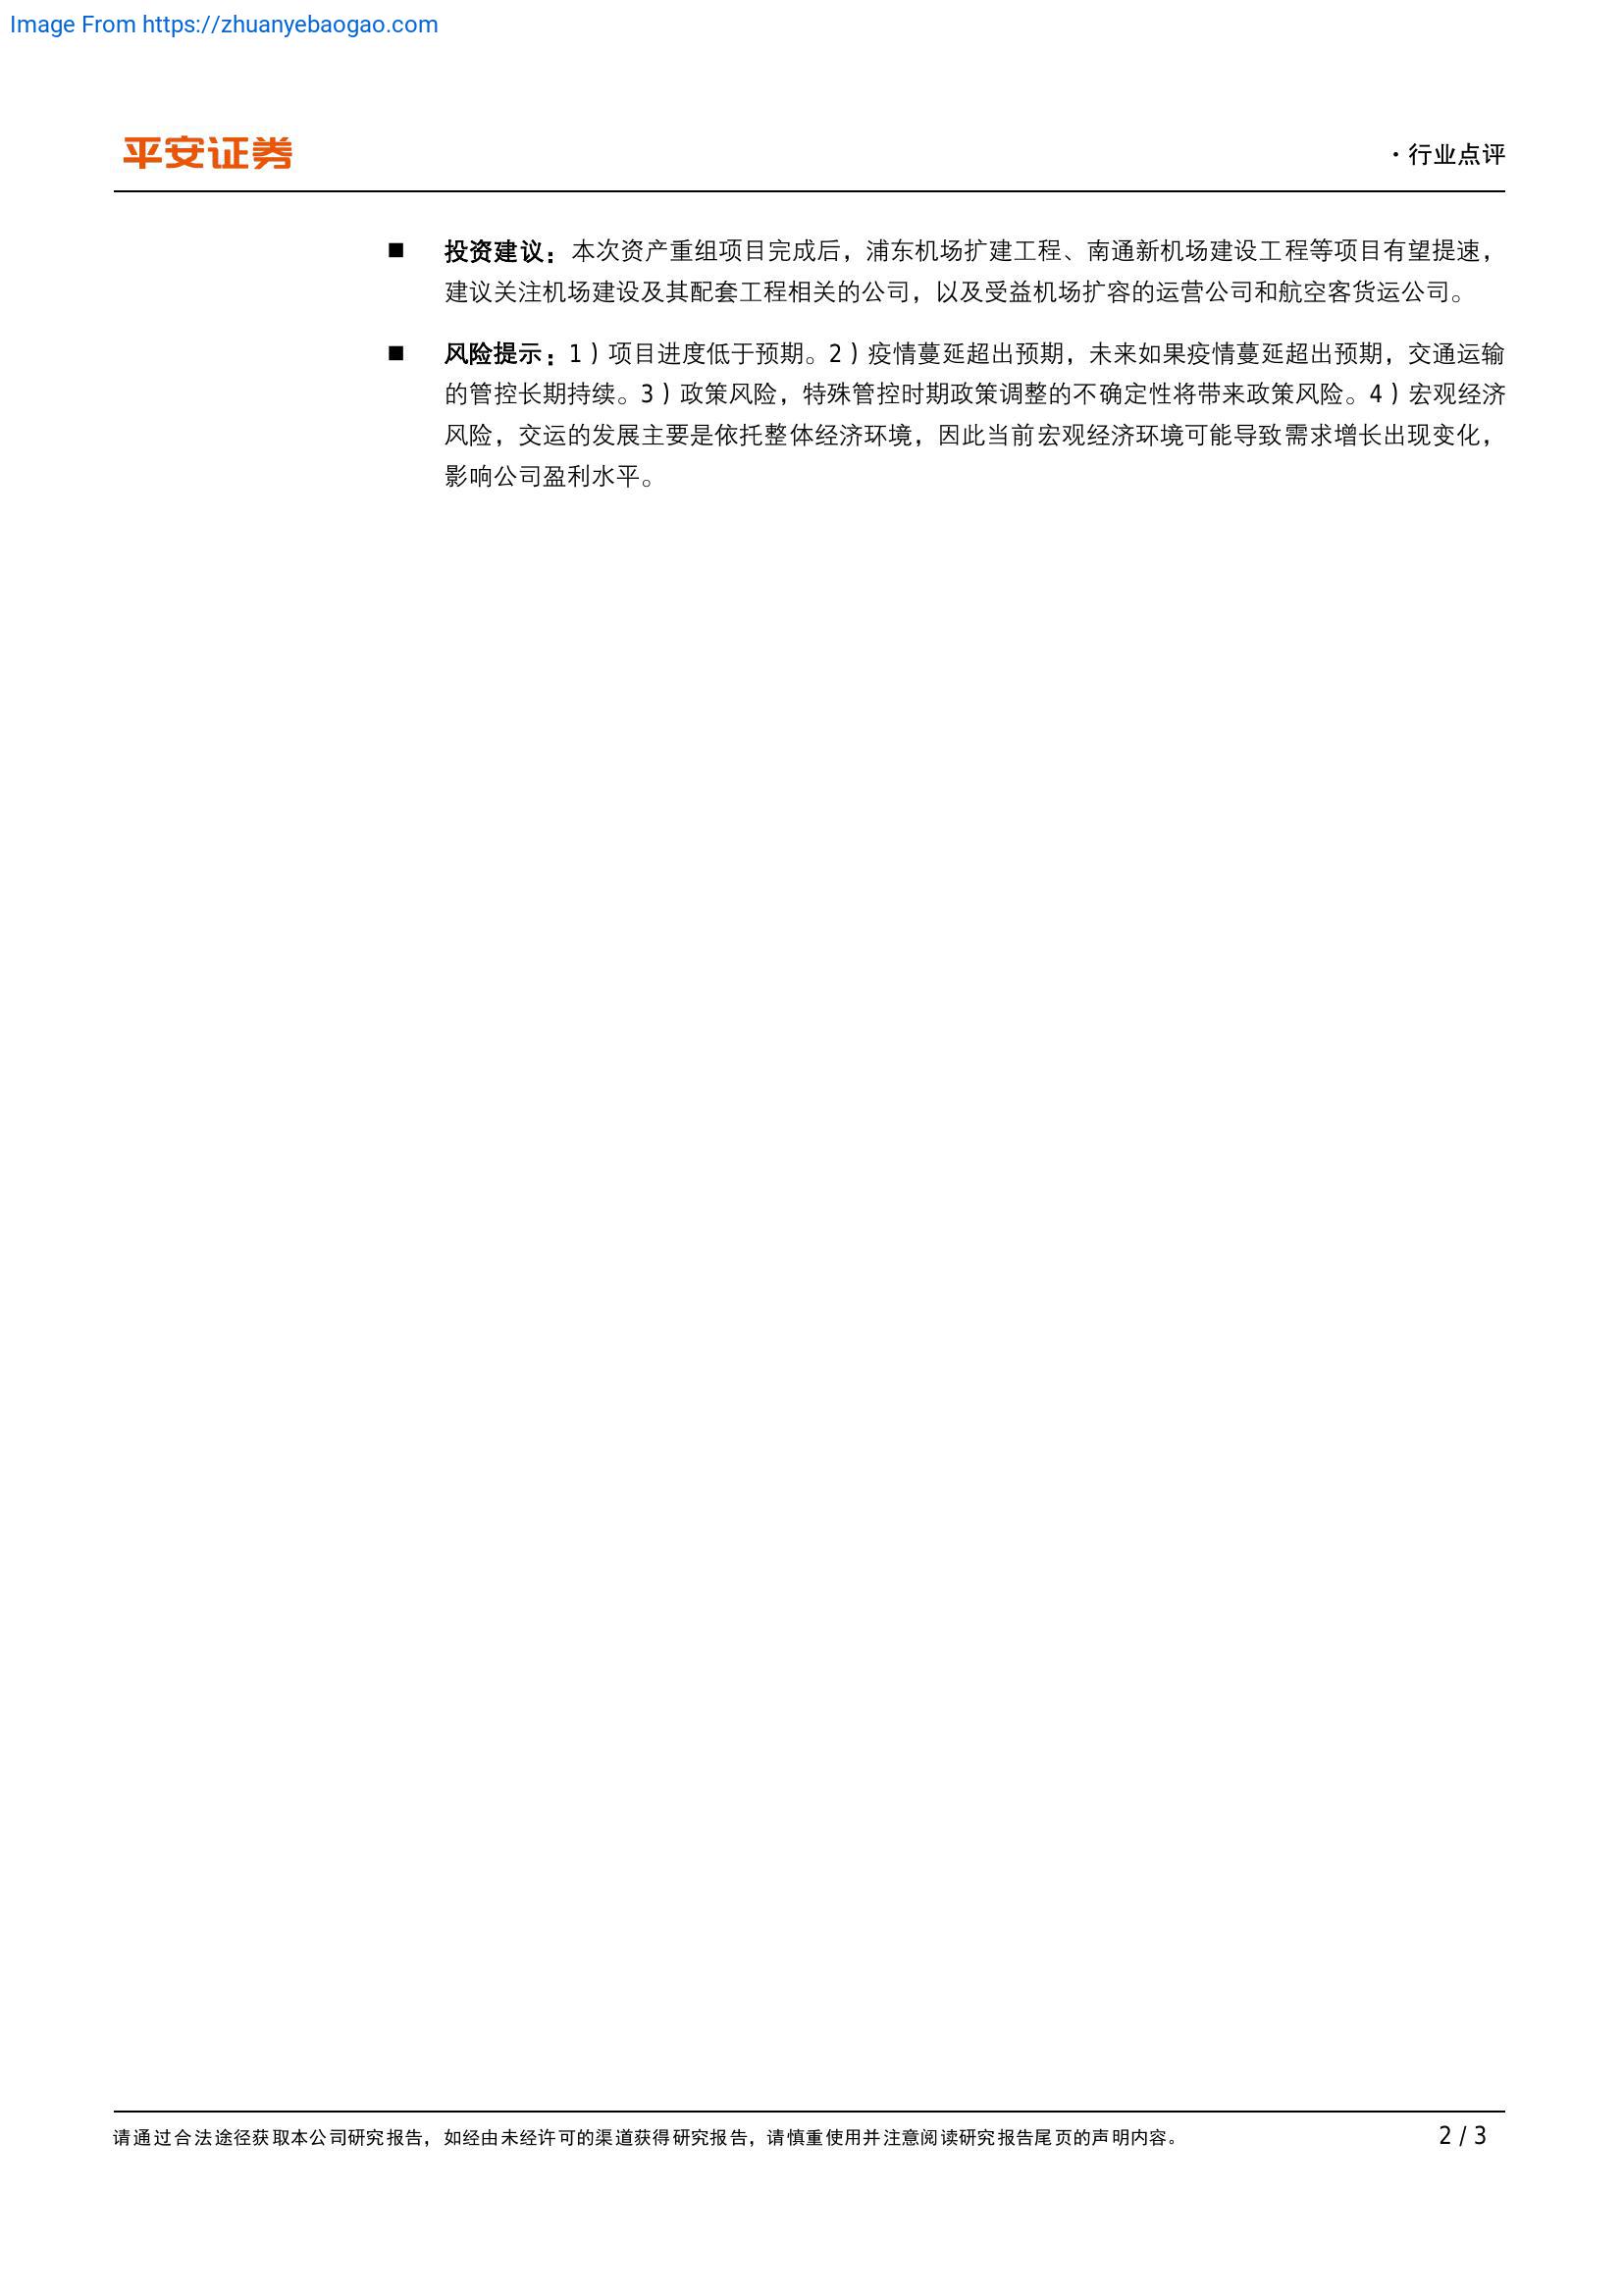 Image From https://zhuanyebaogao.com
平安证券
·行业点评
■ 投资建议：本次资产重组项目完成后，浦东机场扩建工程、南通新机场建设工程等项目有望提速，
建议关注机场建设及其配套工程相关的公司，以及受益机场扩容的运营公司和航空客货运公司。
■ 风险提示：1）项目进度低于预期。2）疫情蔓延超出预期，未来如果疫情蔓延超出预期，交通运输
的管控长期持续。3）政策风险，特殊管控时期政策调整的不确定性将带来政策风险。4）宏观经济
风险，交运的发展主要是依托整体经济环境，因此当前宏观经济环境可能导致需求增长出现变化，
影响公司盈利水平。
请通过合法途径获取本公司研究报告，如经由未经许可的渠道获得研究报告，请慎重使用并注意阅读研究报告尾页的声明内容。
2 / 3